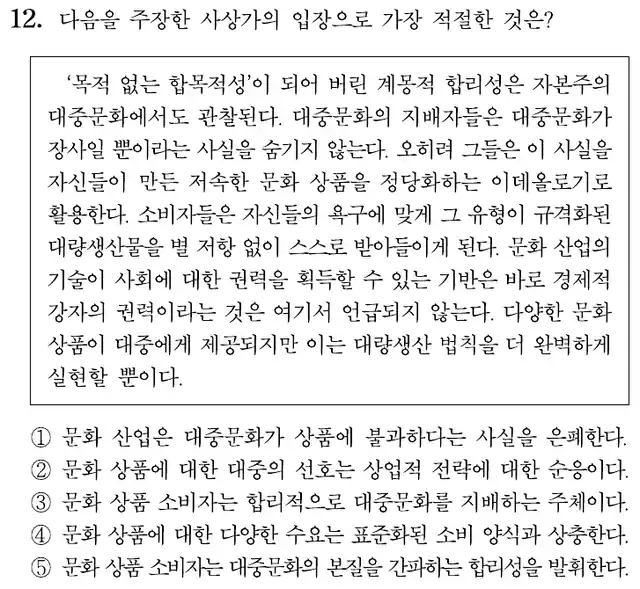 12. 다음을 주장한 사상가의 입장으로 가장 적절한 것은?
‘목적 없는 합목적성’이 되어 버린 계몽적 합리성은 자본주의
대중문화에서도 관찰된다. 대중문화의 지배자들은 대중문화가
장사일 뿐이라는 사실을 숨기지 않는다. 오히려 그들은 이 사실을
자신들이 만든 저속한 문화 상품을 정당화하는 이데올로기로
활용한다. 소비자들은 자신들의 욕구에 맞게 그 유형이 규격화된
대량생산물을 별 저항 없이 스스로 받아들이게 된다. 문화 산업의
기술이 사회에 대한 권력을 획득할 수 있는 기반은 바로 경제적
강자의 권력이라는 것은 여기서 언급되지 않는다. 다양한 문화
상품이 대중에게 제공되지만 이는 대량생산 법칙을 더 완벽하게
실현할 뿐이다.
① 문화 산업은 대중문화가 상품에 불과하다는 사실을 은폐한다.
② 문화 상품에 대한 대중의 선호는 상업적 전략에 대한 순응이다.
③ 문화 상품 소비자는 합리적으로 대중문화를 지배하는 주체이다.
④ 문화 상품에 대한 다양한 수요는 표준화된 소비 양식과 상충한다.
⑤ 문화 상품 소비자는 대중문화의 본질을 간파하는 합리성을 발휘한다.